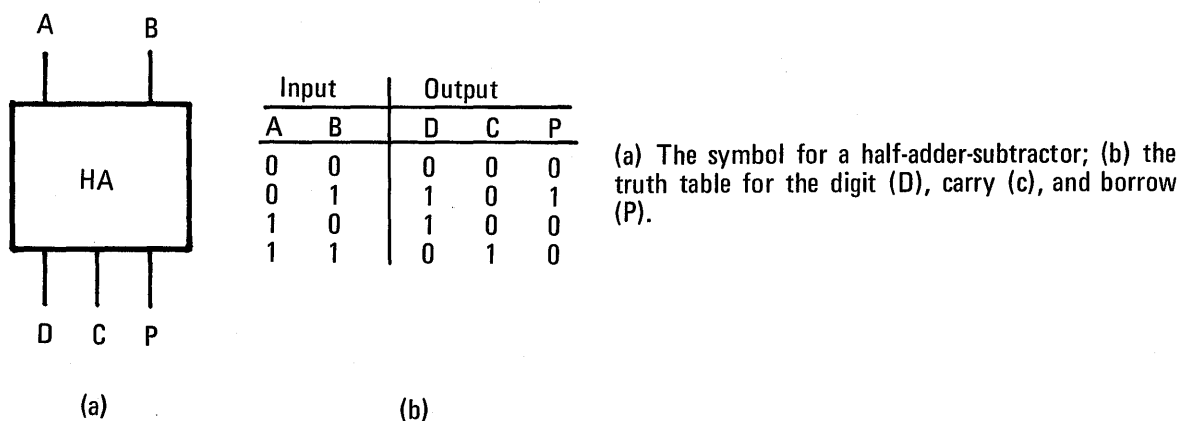 A B
HA
D C P
(a)
Input Output
A B D C P
0 0 0 0 0
0 1 1 0 1
1 0 1 0 0
1 1 0 1 0
(b)
(a) The symbol for a half-adder-subtractor; (b) the
truth table for the digit (D), carry (c), and borrow
(P).